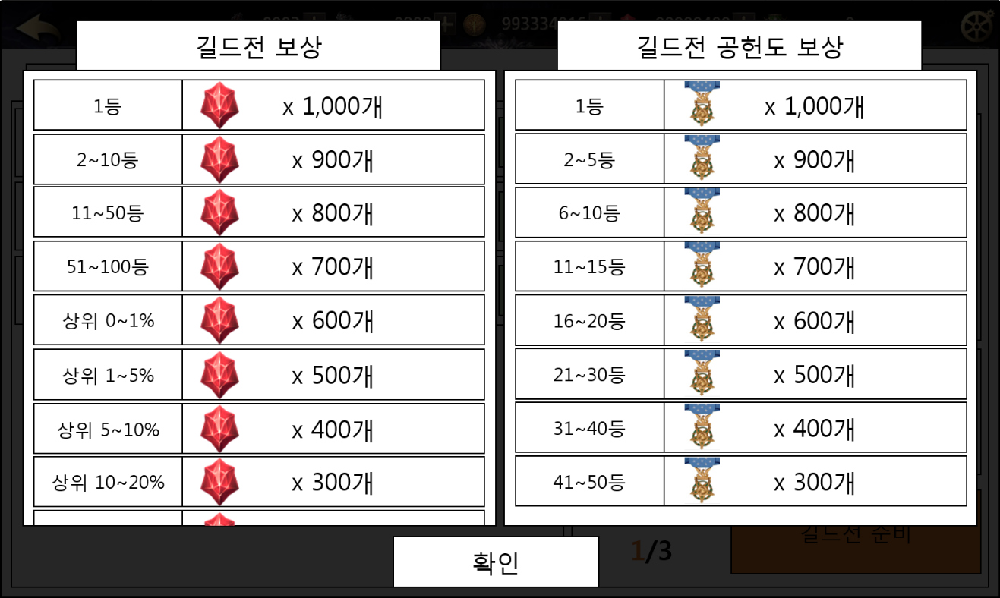 길드전 보상
1등 x 1,000개
2~10등 x 900개
11~50등 x 800개
51~100등 x 700개
상위 0~1% x 600개
상위 1~5% x 500개
상위 5~10% x 400개
상위 10~20% x 300개
길드전 공헌도 보상
1등 x 1,000개
2~5등 x 900개
6~10등 x 800개
11~15등 x 700개
16~20등 x 600개
21~30등 x 500개
31~40등 x 400개
41~50등 x 300개
길드전 준비
1/3
확인